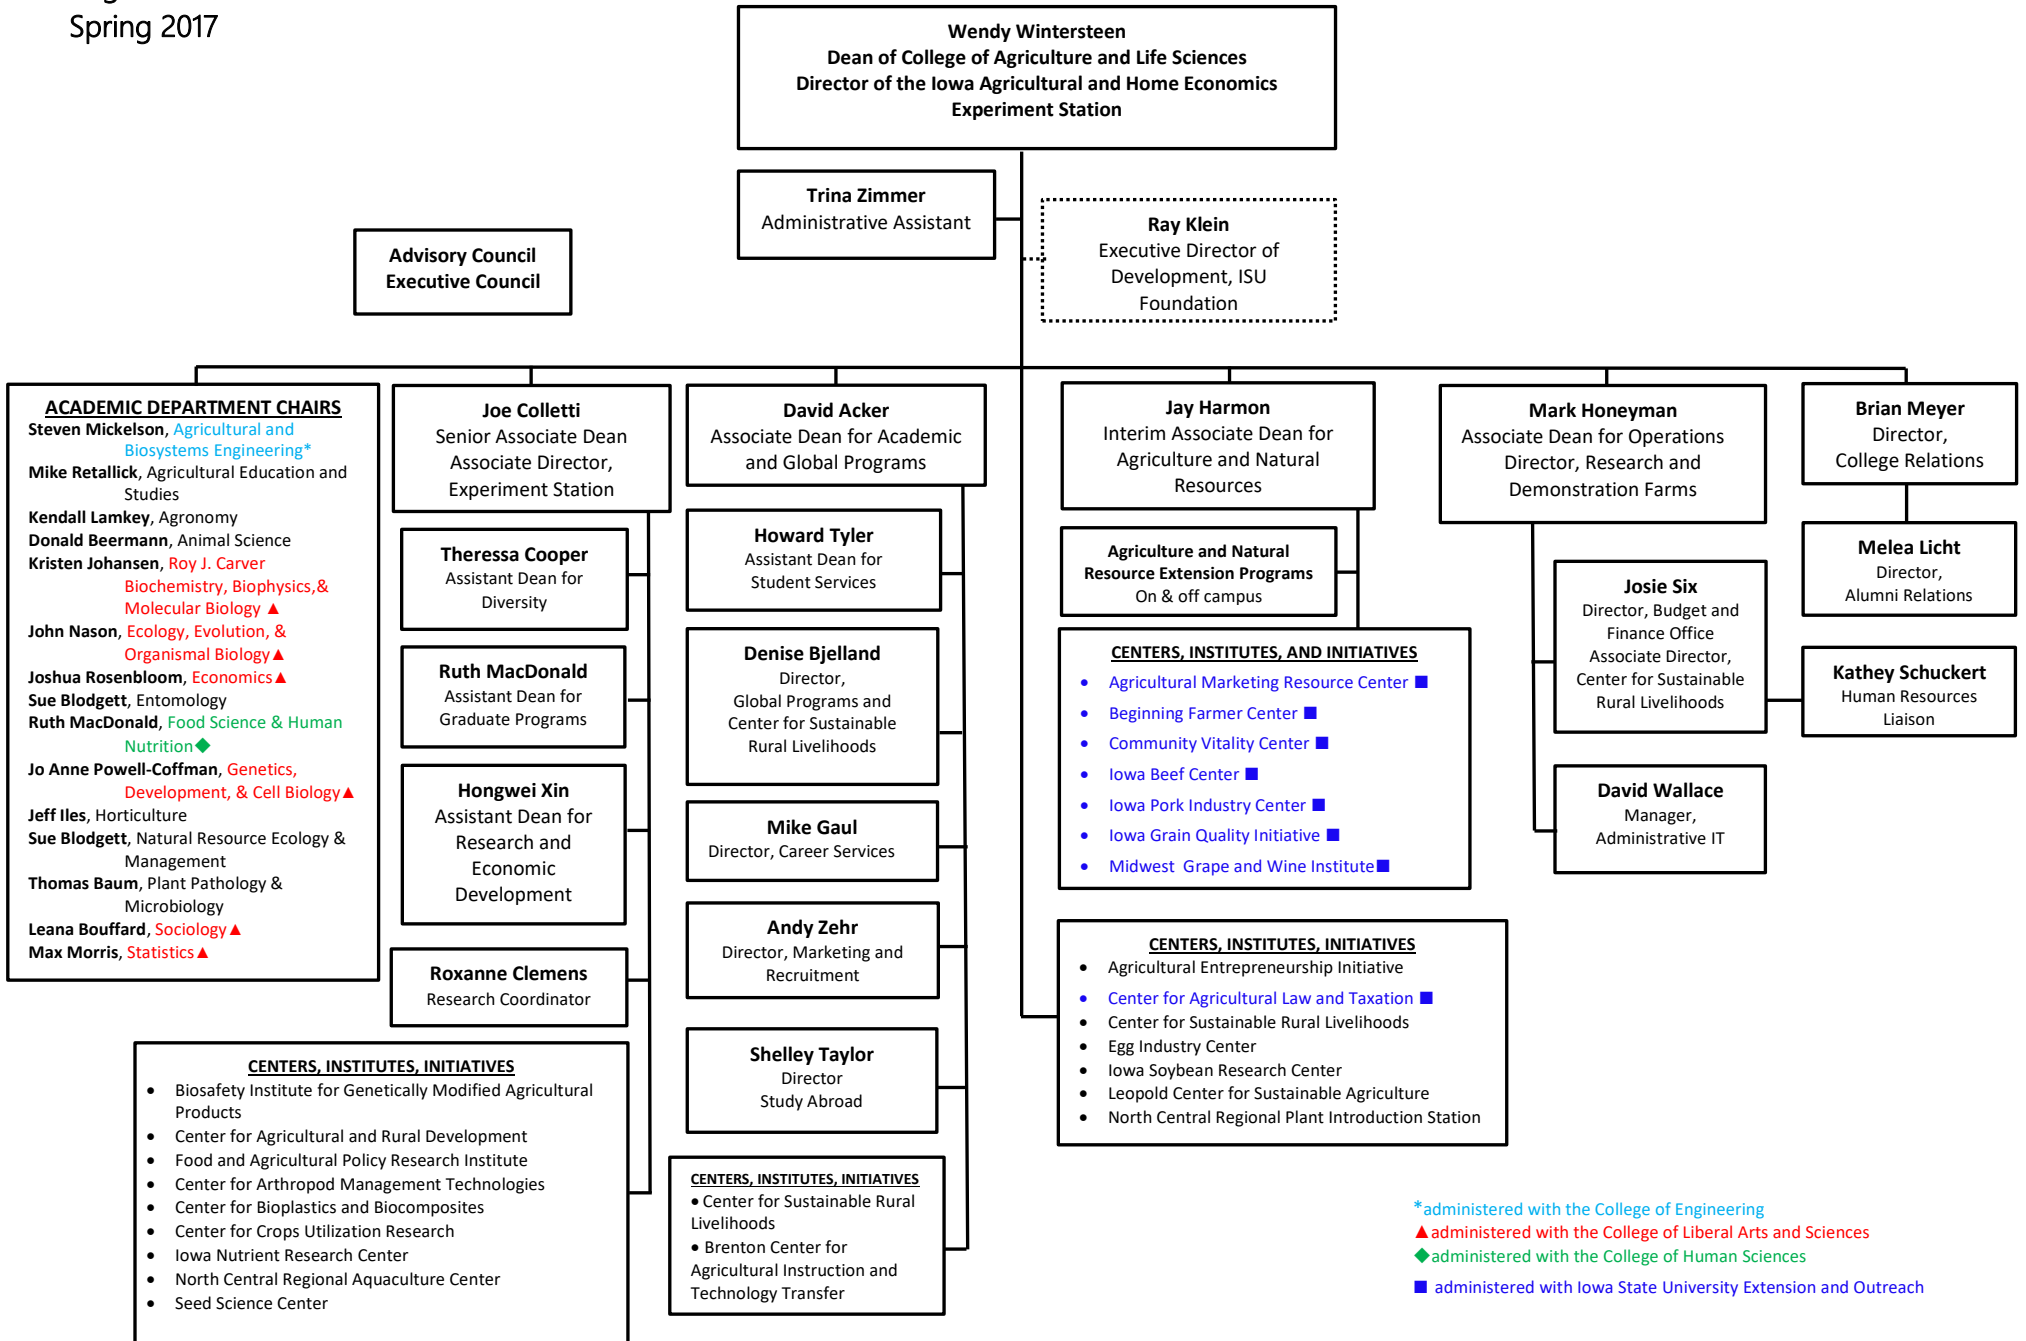 Spring 2017
Wendy Wintersteen
Dean of College of Agriculture and Life Sciences
Director of the Iowa Agricultural and Home Economics
Experiment Station
Trina Zimmer
Administrative Assistant
Ray Klein
Executive Director of
Development, ISU
Foundation
Advisory Council
Executive Council
ACADEMIC DEPARTMENT CHAIRS
Steven Mickelson, Agricultural and
Biosystems Engineering*
Mike Retallick, Agricultural Education and
Studies
Kendall Lamkey, Agronomy
Donald Beermann, Animal Science
Kristen Johansen, Roy J. Carver
Biochemistry, Biophysics,&
Molecular Biology ▲
John Nason, Ecology, Evolution, &
Organismal Biology▲
Joshua Rosenbloom, Economics▲
Sue Blodgett, Entomology
Ruth MacDonald, Food Science & Human
Nutrition◆
Jo Anne Powell-Coffman, Genetics,
Development, & Cell Biology▲
Jeff Iles, Horticulture
Sue Blodgett, Natural Resource Ecology &
Management
Thomas Baum, Plant Pathology &
Microbiology
Leana Bouffard, Sociology▲
Max Morris, Statistics▲
Joe Colletti
Senior Associate Dean
Associate Director,
Experiment Station
Theressa Cooper
Assistant Dean for
Diversity
Ruth MacDonald
Assistant Dean for
Graduate Programs
Hongwei Xin
Assistant Dean for
Research and
Economic
Development
Roxanne Clemens
Research Coordinator
CENTERS, INSTITUTES, INITIATIVES
• Biosafety Institute for Genetically Modified Agricultural
Products
• Center for Agricultural and Rural Development
• Food and Agricultural Policy Research Institute
• Center for Arthropod Management Technologies
• Center for Bioplastics and Biocomposites
• Center for Crops Utilization Research
• Iowa Nutrient Research Center
• North Central Regional Aquaculture Center
• Seed Science Center
David Acker
Associate Dean for Academic
and Global Programs
Howard Tyler
Assistant Dean for
Student Services
Denise Bjelland
Director,
Global Programs and
Center for Sustainable
Rural Livelihoods
Mike Gaul
Director, Career Services
Andy Zehr
Director, Marketing and
Recruitment
Shelley Taylor
Director
Study Abroad
CENTERS, INSTITUTES, INITIATIVES
• Center for Sustainable Rural
Livelihoods
• Brenton Center for
Agricultural Instruction and
Technology Transfer
Jay Harmon
Interim Associate Dean for
Agriculture and Natural
Resources
Agriculture and Natural
Resource Extension Programs
On & off campus
CENTERS, INSTITUTES, AND INITIATIVES
• Agricultural Marketing Resource Center ■
• Beginning Farmer Center ■
• Community Vitality Center ■
• Iowa Beef Center ■
• Iowa Pork Industry Center ■
• Iowa Grain Quality Initiative ■
• Midwest Grape and Wine Institute■
CENTERS, INSTITUTES, INITIATIVES
• Agricultural Entrepreneurship Initiative
• Center for Agricultural Law and Taxation ■
• Center for Sustainable Rural Livelihoods
• Egg Industry Center
• Iowa Soybean Research Center
• Leopold Center for Sustainable Agriculture
• North Central Regional Plant Introduction Station
Mark Honeyman
Associate Dean for Operations
Director, Research and
Demonstration Farms
Josie Six
Director, Budget and
Finance Office
Associate Director,
Center for Sustainable
Rural Livelihoods
David Wallace
Manager,
Administrative IT
Brian Meyer
Director,
College Relations
Melea Licht
Director,
Alumni Relations
Kathey Schuckert
Human Resources
Liaison
*administered with the College of Engineering
▲administered with the College of Liberal Arts and Sciences
◆administered with the College of Human Sciences
■ administered with Iowa State University Extension and Outreach